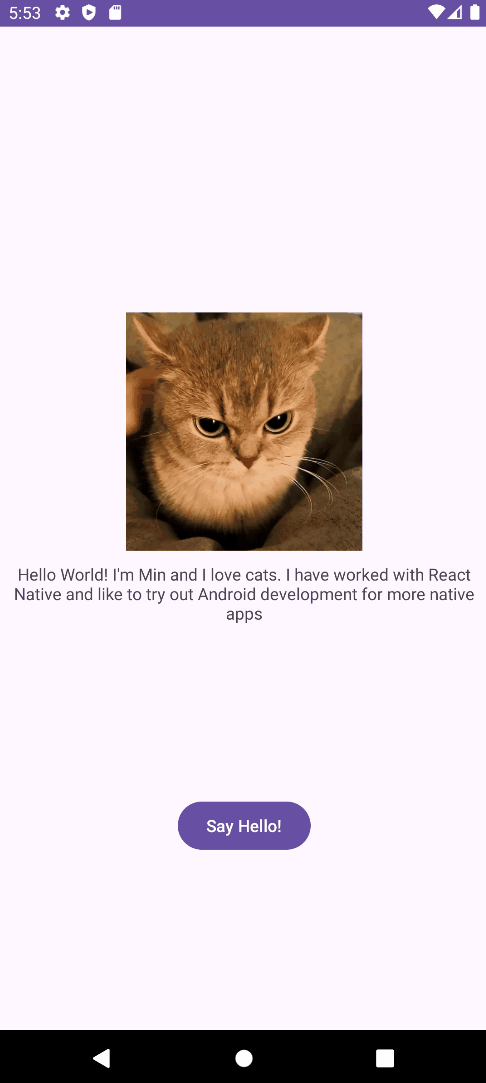 5:53
Hello World! I'm Min and I love cats. I have worked with React
Native and like to try out Android development for more native
apps
Say Hello!